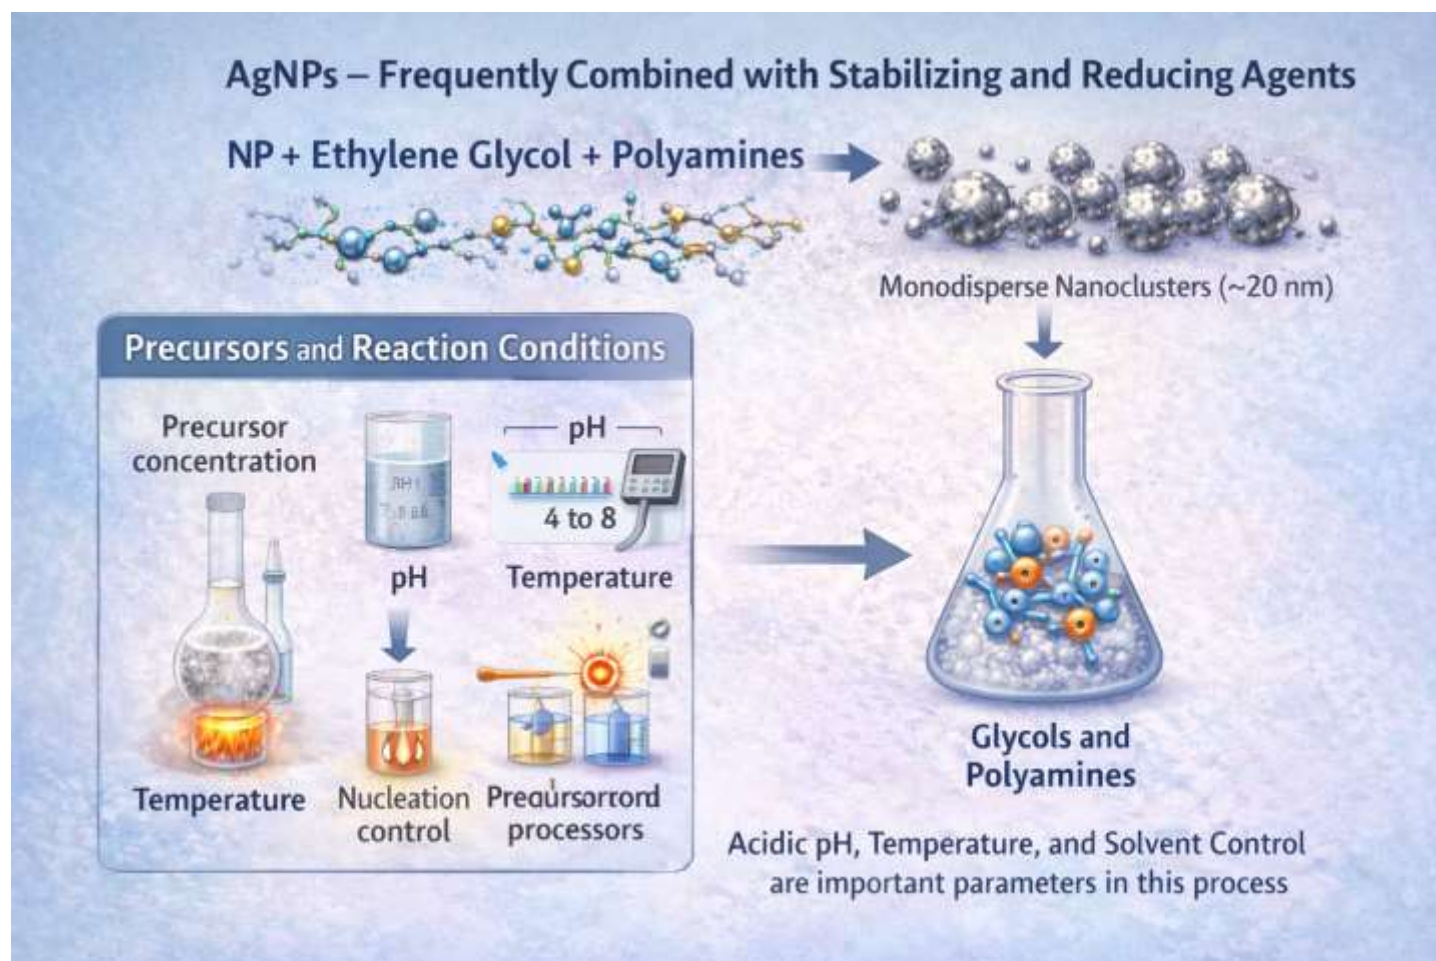 AgNPs – Frequently Combined with Stabilizing and Reducing Agents
NP + Ethylene Glycol + Polyamines
Monodisperse Nanoclusters (~20 nm)
Precursors and Reaction Conditions
Precursor
concentration
pH
4 to 8
pH
Temperature
Temperature
Nucleation
control
processors
Glycols and
Polyamines
Acidic pH, Temperature, and Solvent Control
are important parameters in this process